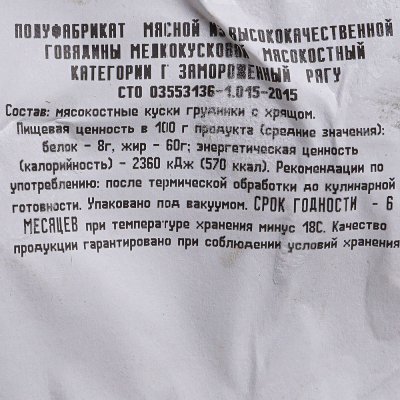 ПОЛУФАБРИКАТ МЯСНОЙ ИЗ ВЫСОКОКАЧЕСТВЕННОЙ
ГОВЯДИНЫ МЕЛКОКУСКОВОЙ МЯСОКОСТНЫЙ
КАТЕГОРИИ Г ЗАМОРОЖЕННЫЙ РАГУ
СТО 03553136-1.015-2015
Состав: мясокостные куски грудинки с хрящом.
Пищевая ценность в 100 г продукта (средние значения):
белок - 8г, жир - 60г; энергетическая ценность
(калорийность) - 2360 кДж (570 ккал). Рекомендации по
употреблению: после термической обработки до кулинарной
готовности. Упаковано под вакуумом. СРОК ГОДНОСТИ - 6
МЕСЯЦЕВ при температуре хранения минус 18С. Качество
продукции гарантировано при соблюдении условий хранения